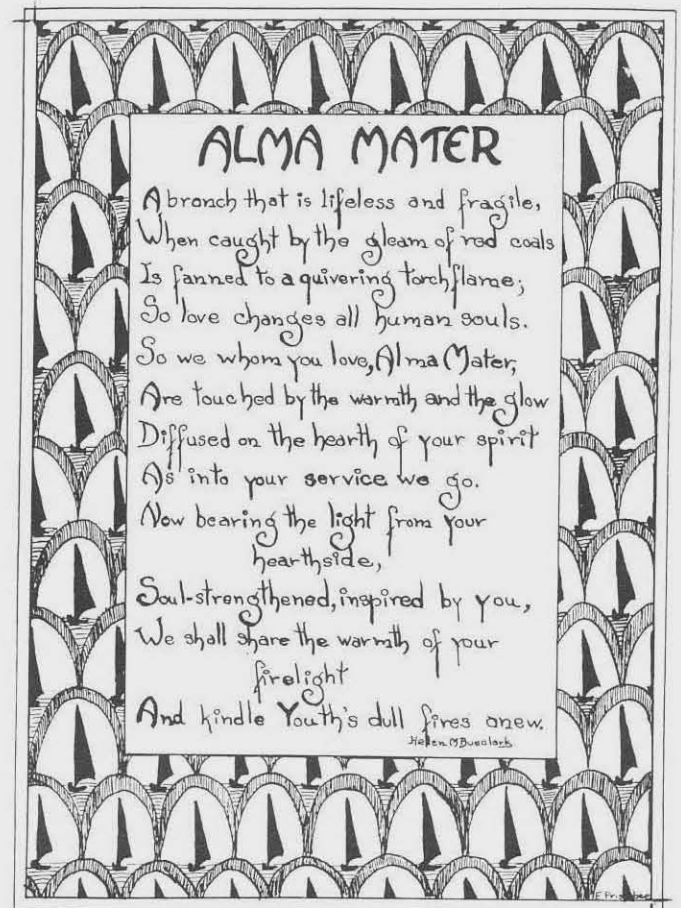 ALMA MATER
A branch that is lifeless and fragile,
When caught by the gleam of red coals
Is fanned to a quivering torchflame;
So love changes all human souls.
So we whom you love, Alma Mater,
Are touched by the warmth and the glow
Diffused on the hearth of your spirit
As into your service we go.
Now bearing the light from your
hearthside,
Soul-strengthened, inspired by you,
We shall share the warmth of your
firelight
And kindle Youth's dull fires anew.
Helen M